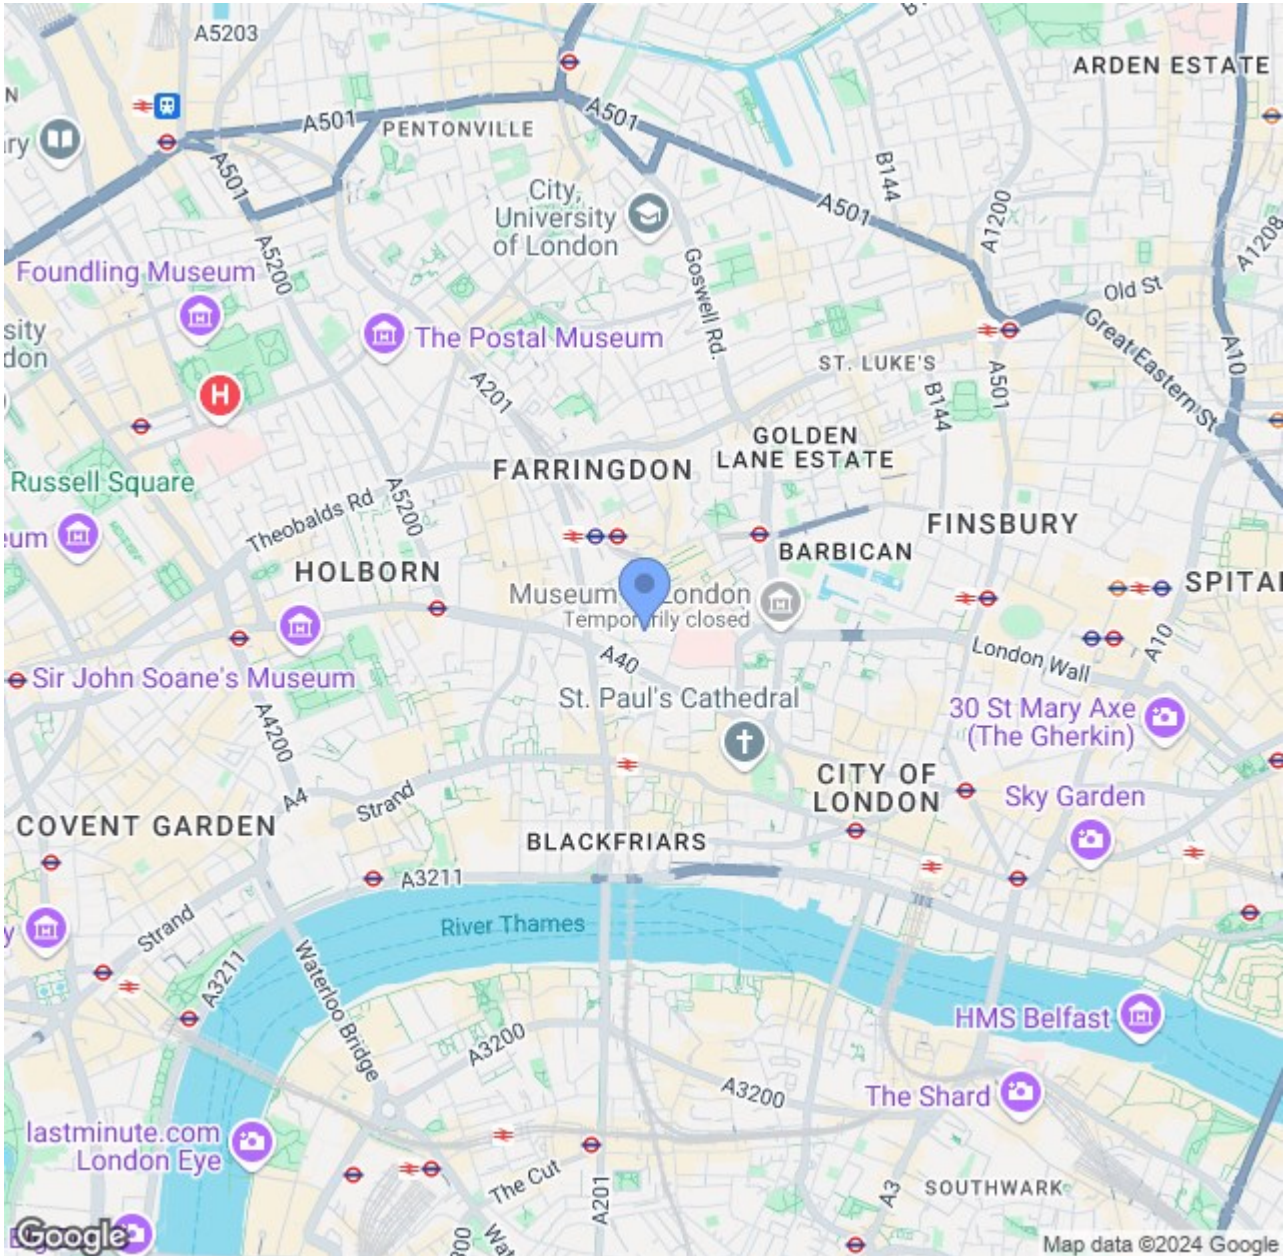 A5203
ARDEN ESTATE
N
A501
PENTONVILLE
A501
ry
B144
A501
City,
University
of London
A501
A1200
A5200
A1208
Foundling Museum
Goswell Rd.
Old St
sity
don
The Postal Museum
Great Eastern St
A10
ST. LUKE'S
A201
A501
B144
H
GOLDEN
LANE ESTATE
FARRINGDON
Russell Square
A5200
Theobalds Rd
FINSBURY
eum
BARBICAN
HOLBORN
SPITAL
Museum London
Temporarily closed
A40
London Wall
A10
Sir John Soane's Museum
St. Paul's Cathedral
30 St Mary Axe
(The Gherkin)
A4200
CITY OF
LONDON
A4
Strand
Sky Garden
COVENT GARDEN
BLACKFRIARS
A3211
River Thames
Strand
y
A3211
Waterloo Bridge
HMS Belfast
A3200
A3200
The Shard
lastminute.com
London Eye
The Cut
A201
A3
SOUTHWARK
Wat
Google
Map data ©2024 Google